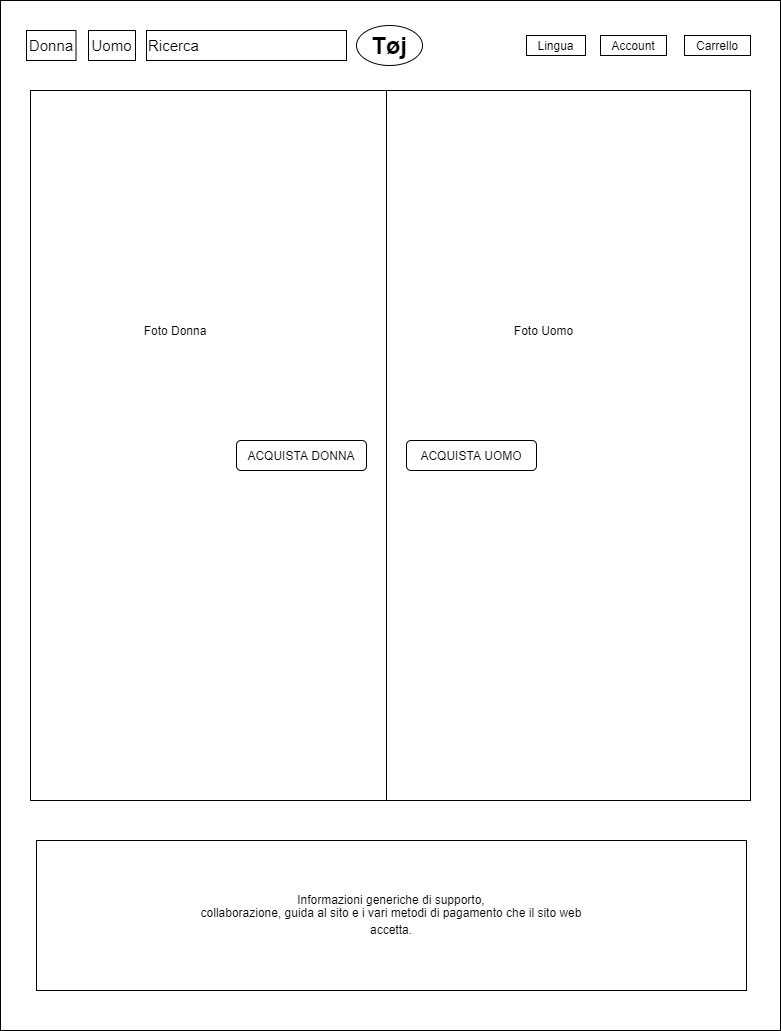 Donna
Uomo
Ricerca
Tøj
Lingua
Account
Carrello
Foto Donna
Foto Uomo
ACQUISTA DONNA
ACQUISTA UOMO
Informazioni generiche di supporto,
collaborazione, guida al sito e i vari metodi di pagamento che il sito web
accetta.